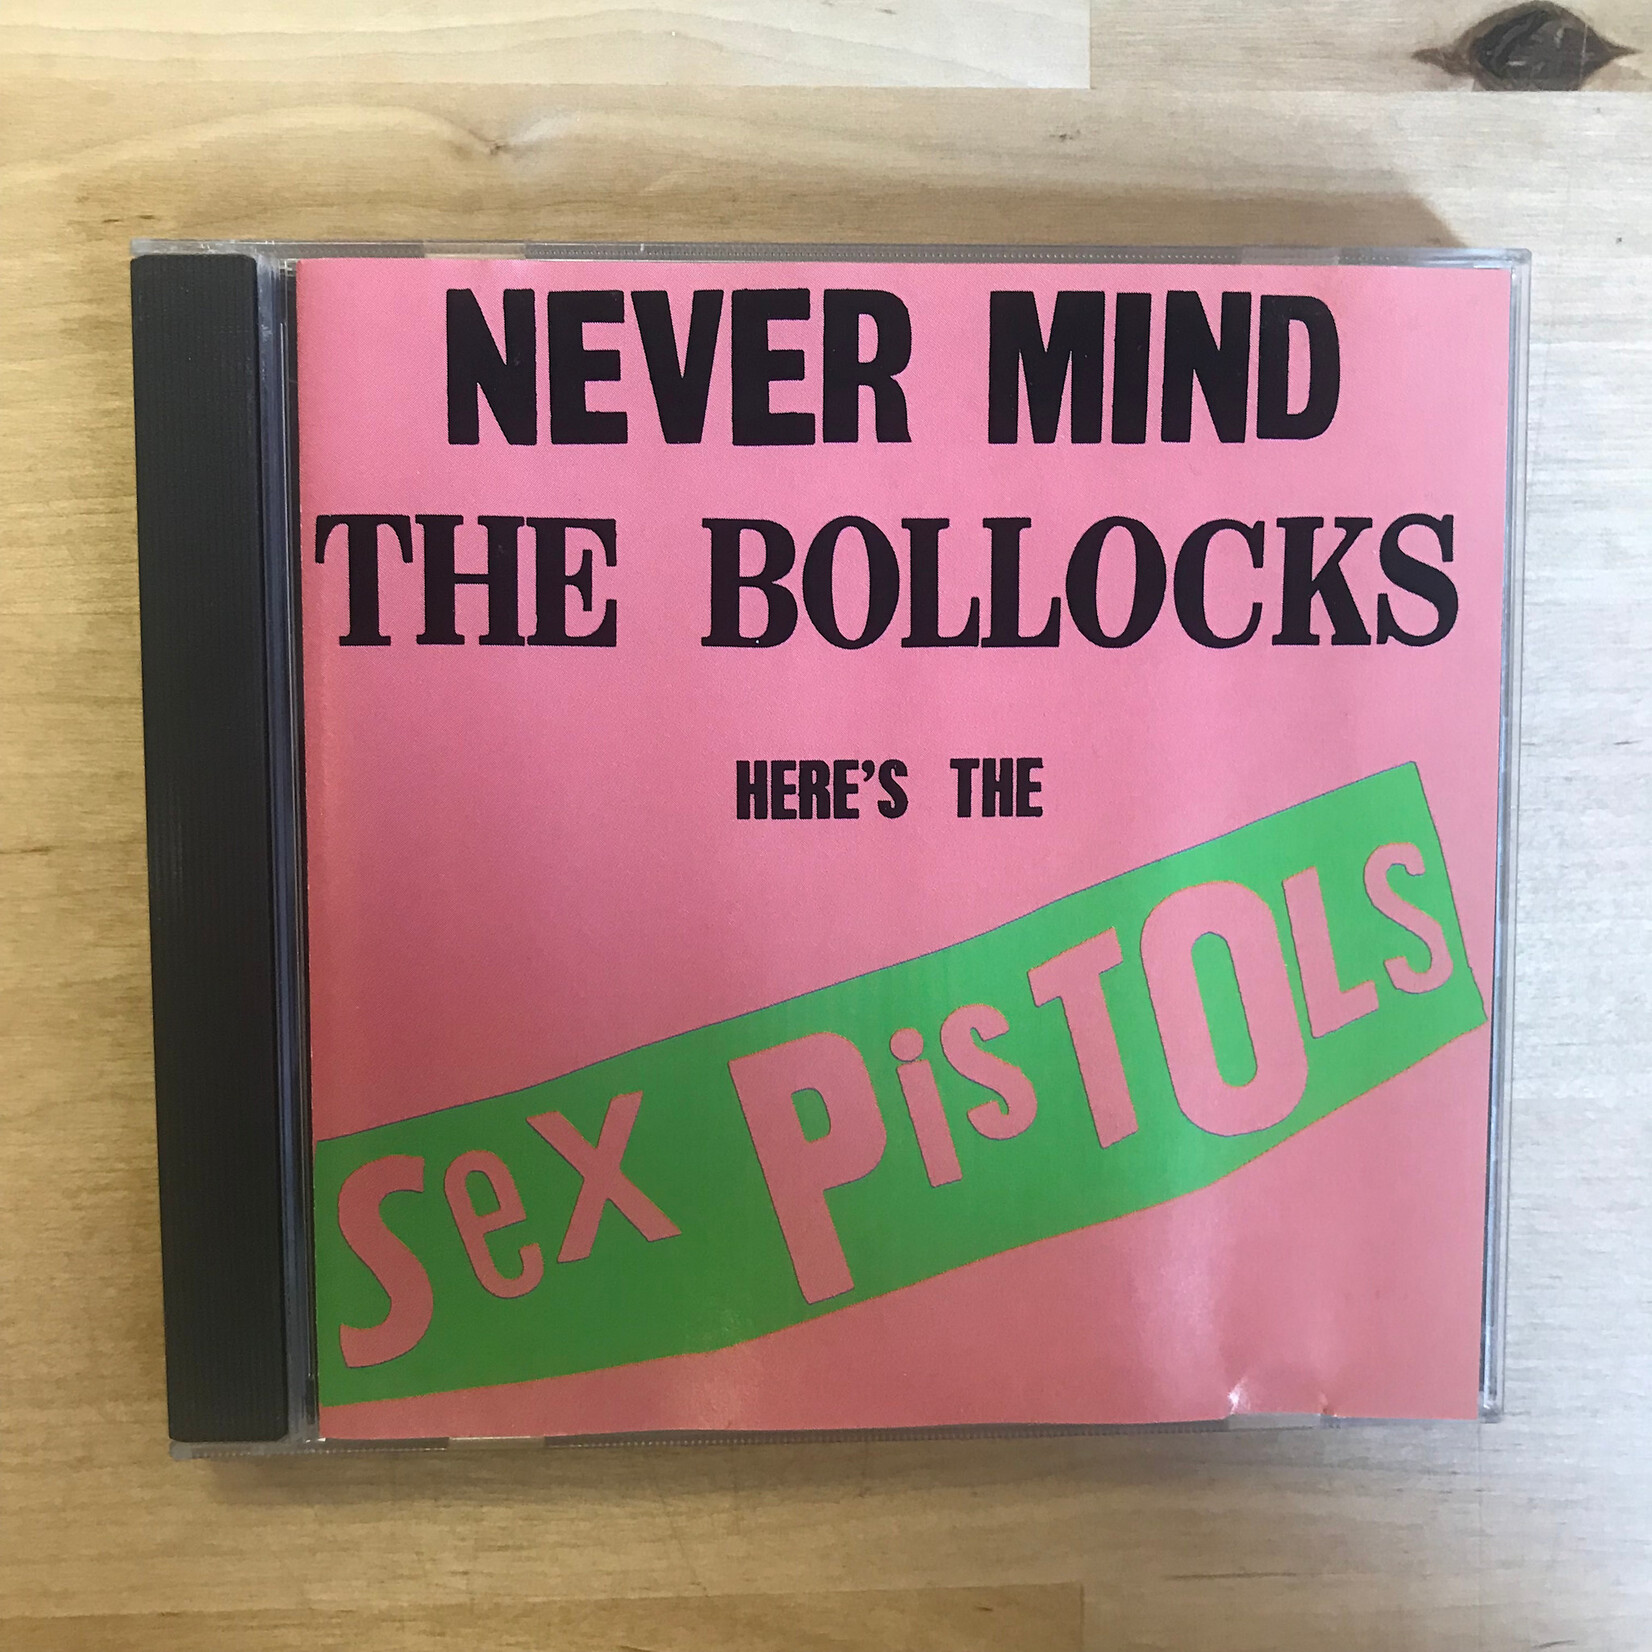 NEVER MIND
THE BOLLOCKS
HERE'S THE
Sex PiSTOLS